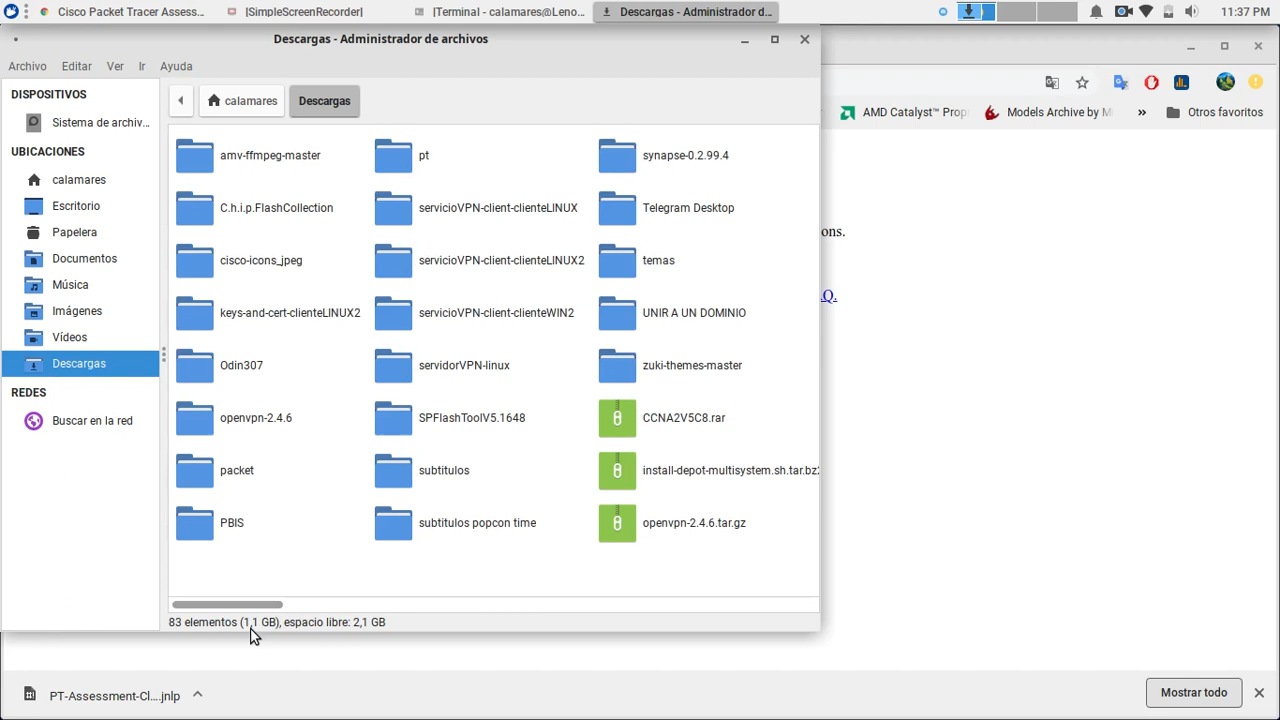 Cisco Packet Tracer Assess...
|SimpleScreenRecorder|
|Terminal - calamares@Leno...
Descargas - Administrador d...
11:37 PM
Descargas - Administrador de archivos
Archivo Editar Ver Ir Ayuda
DISPOSITIVOS
Sistema de archiv...
UBICACIONES
calamares
Escritorio
Papelera
Documentos
Música
Imágenes
Vídeos
Descargas
REDES
Buscar en la red
calamares
Descargas
amv-ffmpeg-master
C.h.i.p.FlashCollection
cisco-icons_jpeg
keys-and-cert-clienteLINUX2
Odin307
openvpn-2.4.6
packet
PBIS
pt
servicioVPN-client-clienteLINUX
servicioVPN-client-clienteLINUX2
servicioVPN-client-clienteWIN2
servidorVPN-linux
SPFlashToolV5.1648
subtitulos
subtitulos popcon time
synapse-0.2.99.4
Telegram Desktop
temas
UNIR A UN DOMINIO
zuki-themes-master
CCNA2V5C8.rar
install-depot-multisystem.sh.tar.bz2
openvpn-2.4.6.tar.gz
83 elementos (1,1 GB), espacio libre: 2,1 GB
AMD Catalyst™ Prop
Models Archive by M
»
Otros favoritos
ons.
Q.
PT-Assessment-Cl....jnlp
Mostrar todo